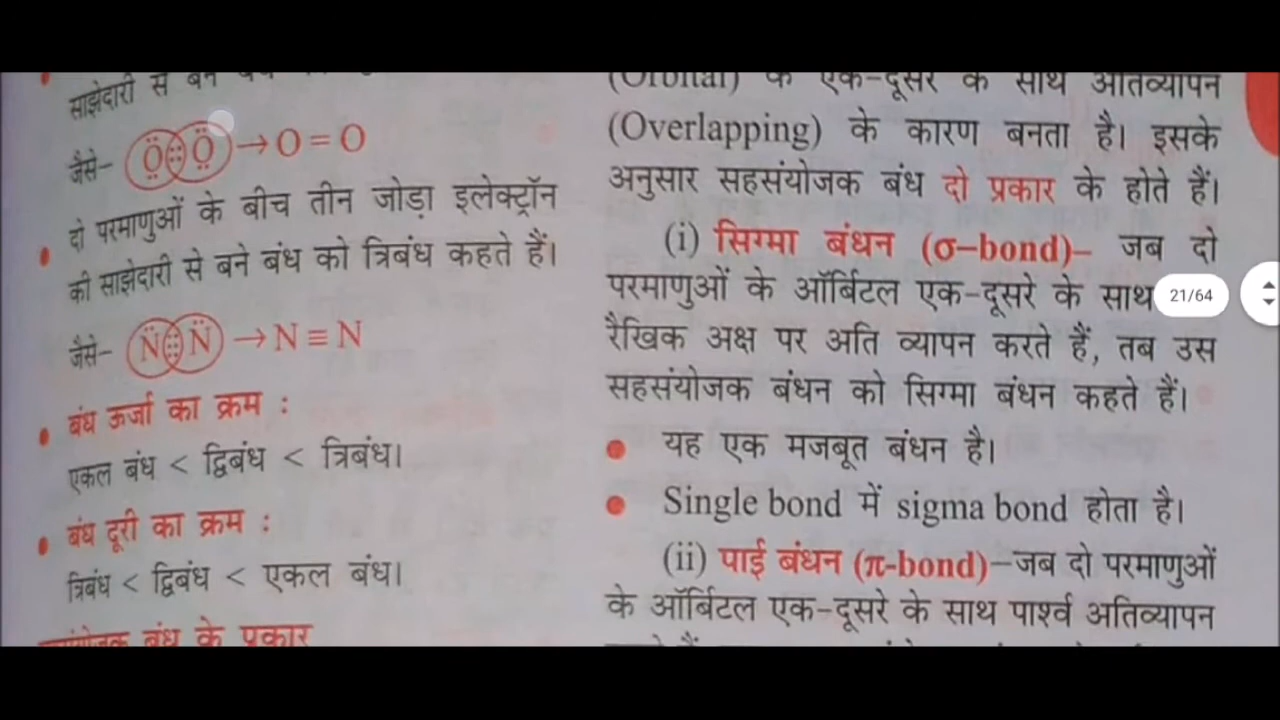 साझेदारी से बने
जैसे- O O → O = O
दो परमाणुओं के बीच तीन जोड़ा इलेक्ट्रॉन
की साझेदारी से बने बंध को त्रिबंध कहते हैं।
जैसे- N N → N ≡ N
बंध ऊर्जा का क्रम :
एकल बंध < द्विबंध < त्रिबंध।
बंध दूरी का क्रम :
त्रिबंध < द्विबंध < एकल बंध।
बंध के प्रकार
(Orbital) के एक-दूसरे के साथ अतिव्यापन
(Overlapping) के कारण बनता है। इसके
अनुसार सहसंयोजक बंध दो प्रकार के होते हैं।
(i) सिग्मा बंधन (σ–bond)– जब दो
परमाणुओं के ऑर्बिटल एक-दूसरे के साथ
रैखिक अक्ष पर अति व्यापन करते हैं, तब उस
सहसंयोजक बंधन को सिग्मा बंधन कहते हैं।
यह एक मजबूत बंधन है।
Single bond में sigma bond होता है।
(ii) पाई बंधन (π-bond)–जब दो परमाणुओं
के ऑर्बिटल एक-दूसरे के साथ पार्श्व अतिव्यापन
21/64